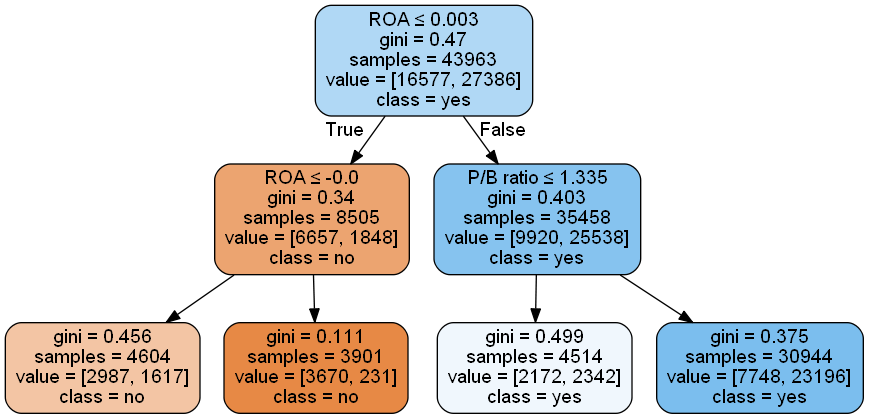 ROA ≤ 0.003
gini = 0.47
samples = 43963
value = [16577, 27386]
class = yes
True
False
ROA ≤ -0.0
gini = 0.34
samples = 8505
value = [6657, 1848]
class = no
P/B ratio ≤ 1.335
gini = 0.403
samples = 35458
value = [9920, 25538]
class = yes
gini = 0.456
samples = 4604
value = [2987, 1617]
class = no
gini = 0.111
samples = 3901
value = [3670, 231]
class = no
gini = 0.499
samples = 4514
value = [2172, 2342]
class = yes
gini = 0.375
samples = 30944
value = [7748, 23196]
class = yes